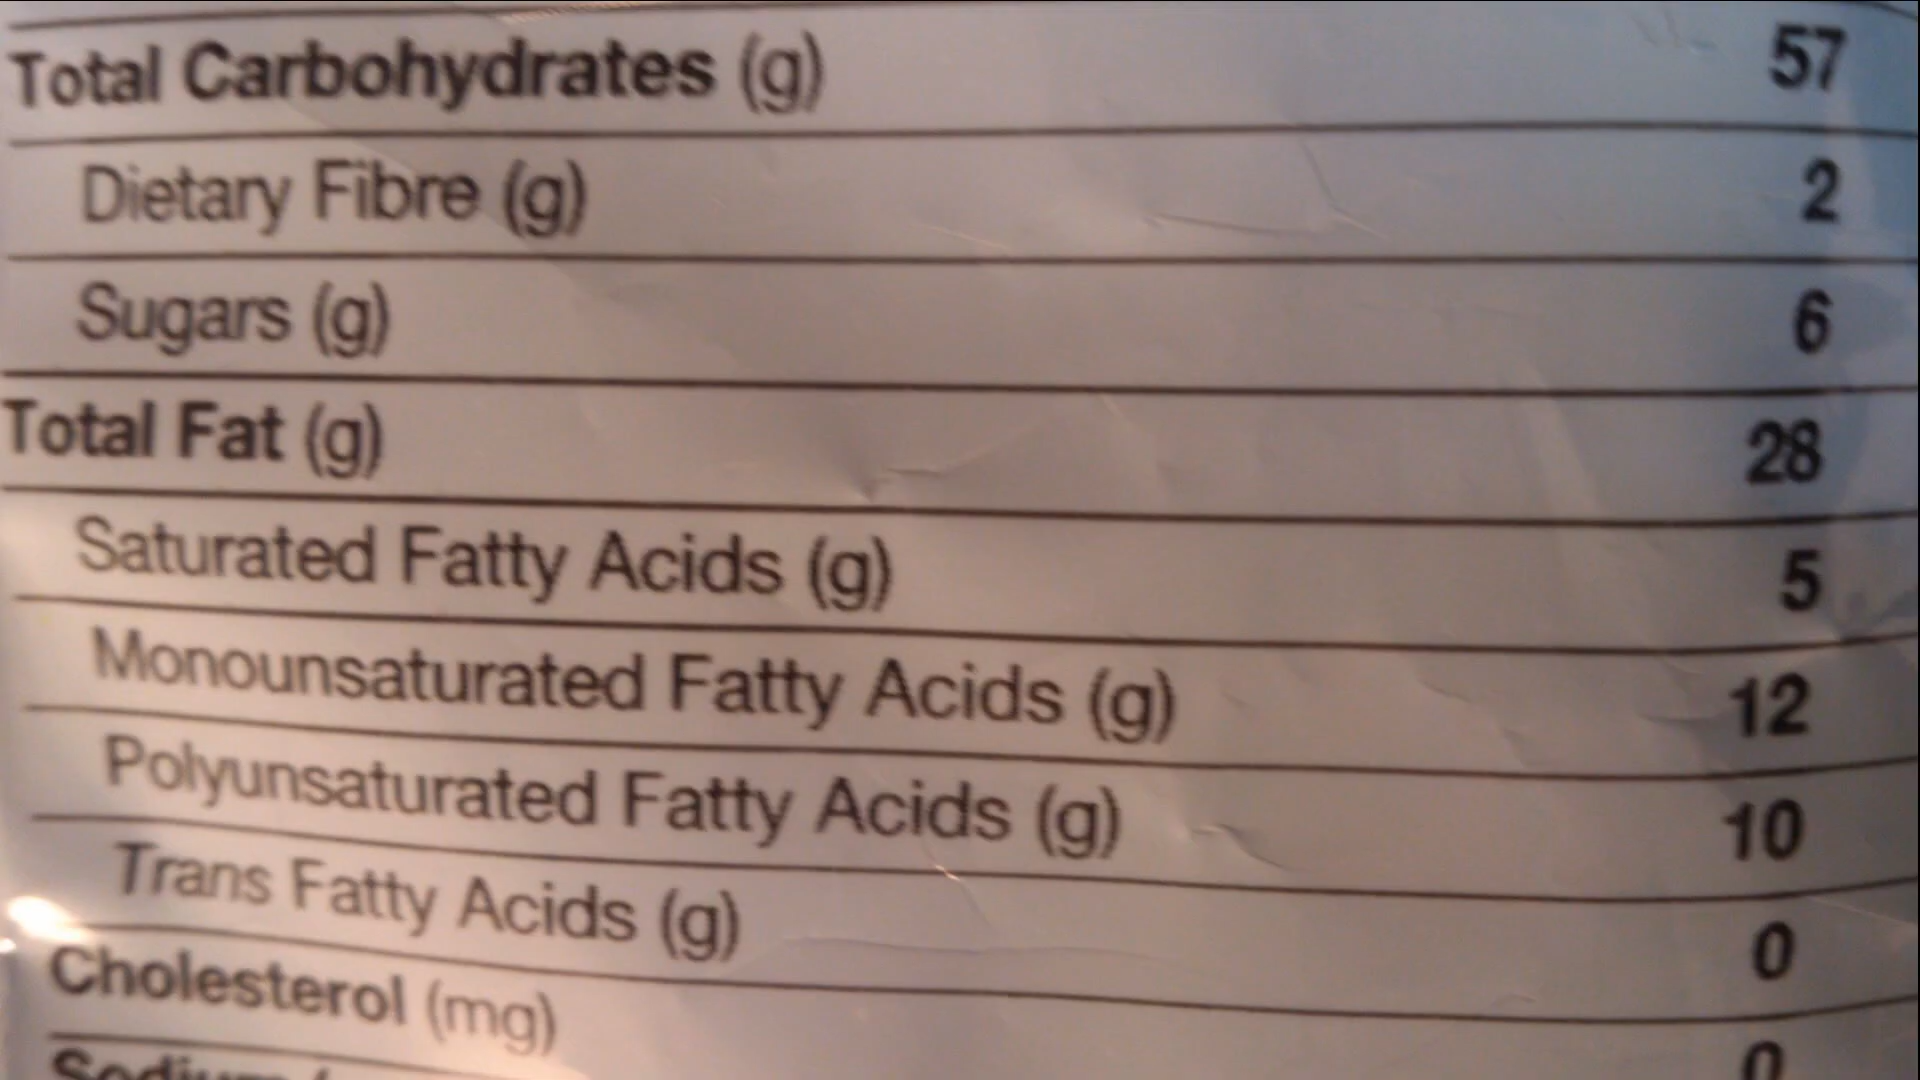 Total Carbohydrates (g) 57
Dietary Fibre (g) 2
Sugars (g) 6
Total Fat (g) 28
Saturated Fatty Acids (g) 5
Monounsaturated Fatty Acids (g) 12
Polyunsaturated Fatty Acids (g) 10
Trans Fatty Acids (g) 0
Cholesterol (mg) 0